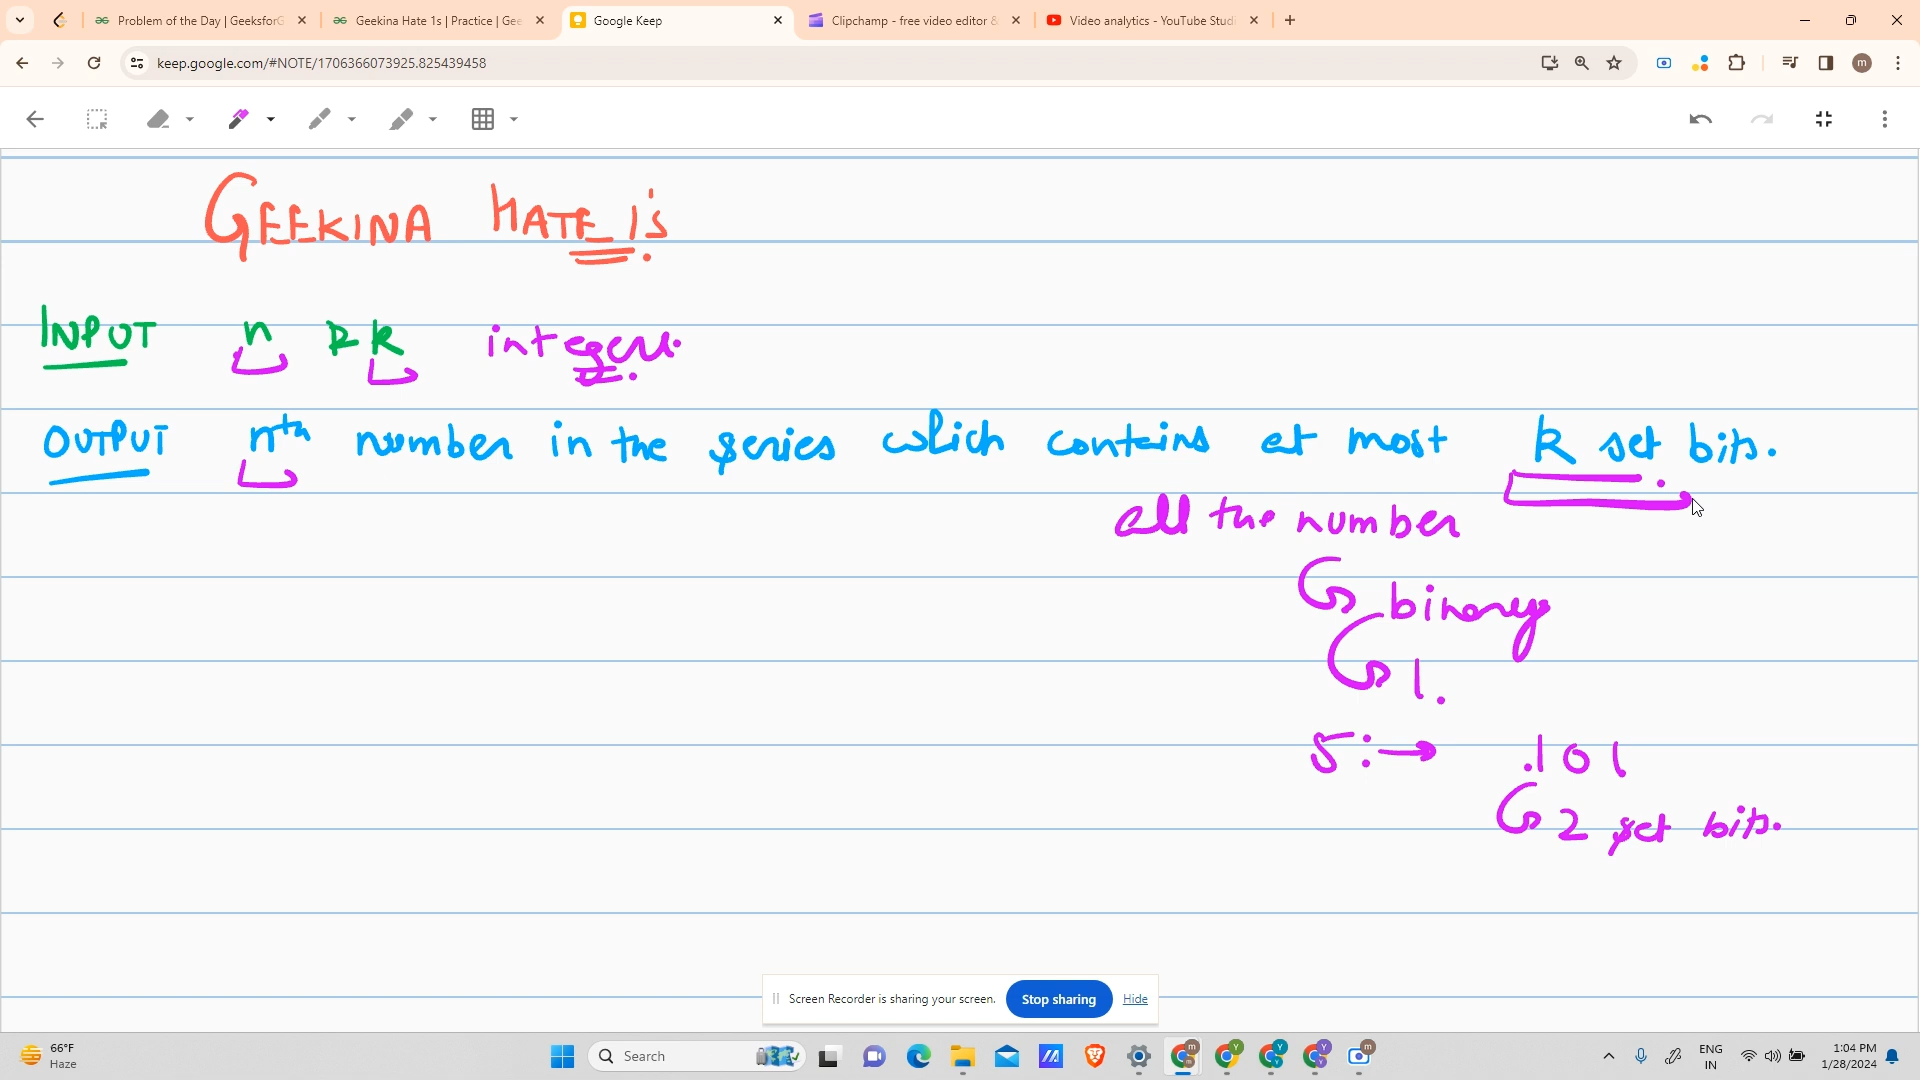 Problem of the Day | GeeksforG
Geekina Hate 1s | Practice | Gee
Google Keep
Clipchamp - free video editor &
Video analytics - YouTube Studi
keep.google.com/#NOTE/1706366073925.825439458
m
GEEKINA HATE 1's.
INPUT n & k integers.
OUTPUT nth number in the series which contains at most k set bits.
all the number
binary
1.
5: → 101
2 set bits.
Screen Recorder is sharing your screen. Stop sharing Hide
66°F
Haze
Search
ENG
IN
1:04 PM
1/28/2024